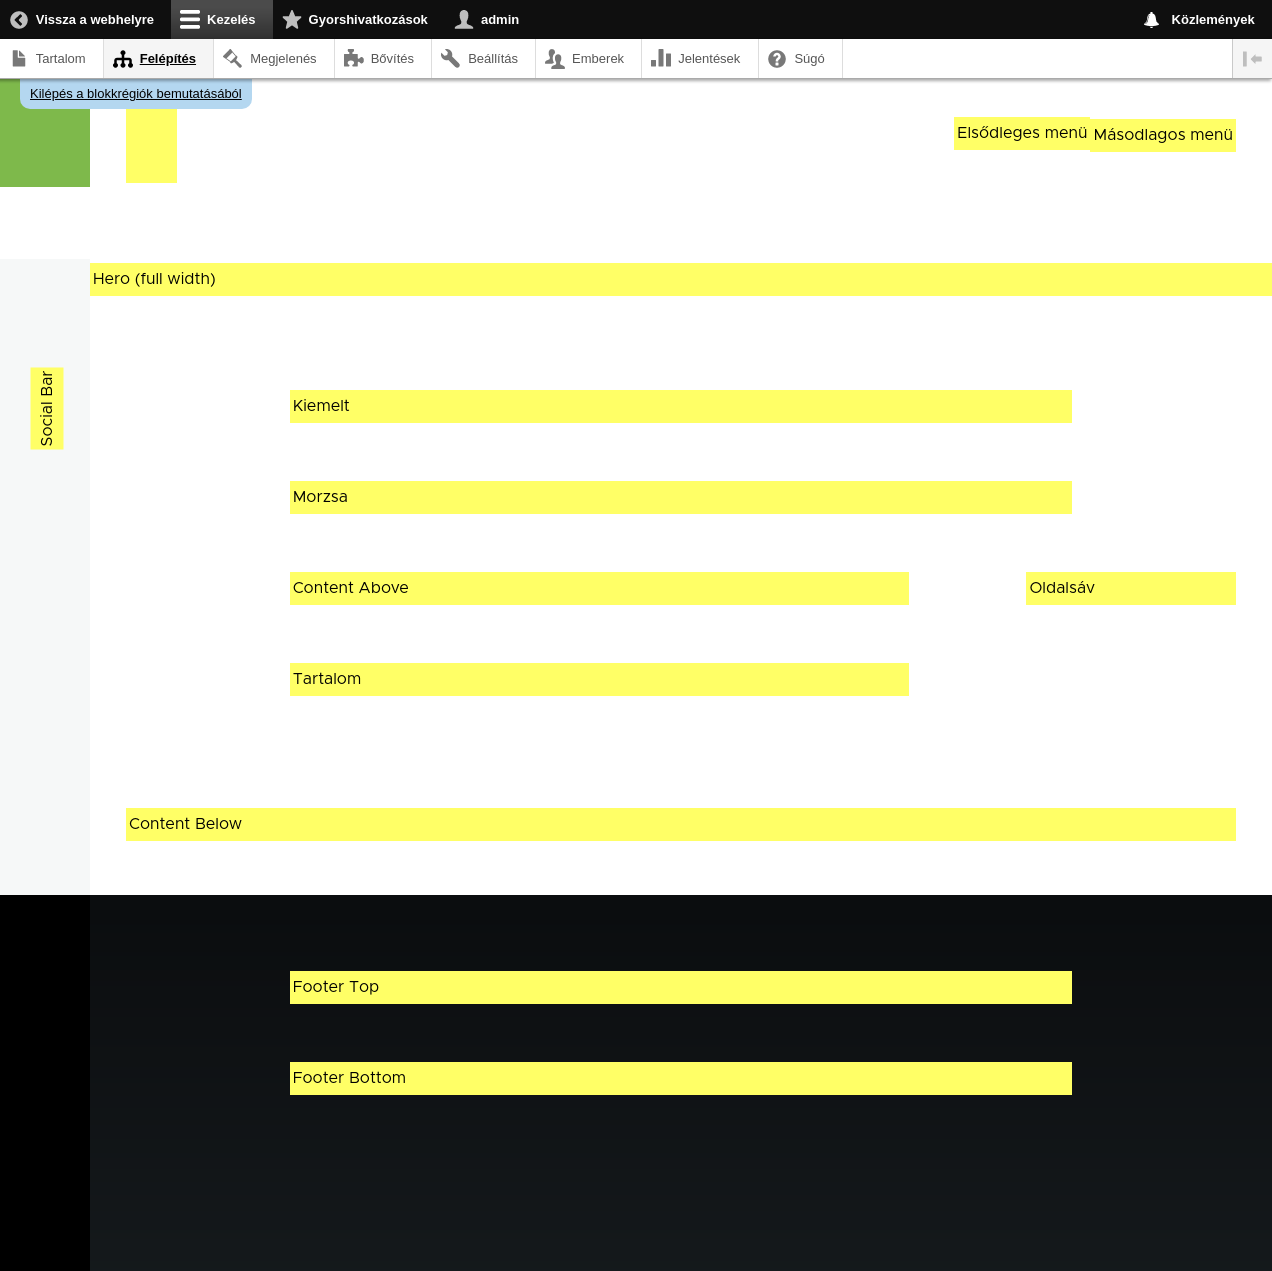 Vissza a webhelyre Kezelés Gyorshivatkozások admin Közlemények
Tartalom Felépítés Megjelenés Bővítés Beállítás Emberek Jelentések Súgó
Kilépés a blokkrégiók bemutatásából
Elsődleges menü Másodlagos menü
Hero (full width)
Social Bar
Kiemelt
Morzsa
Content Above Oldalsáv
Tartalom
Content Below
Footer Top
Footer Bottom